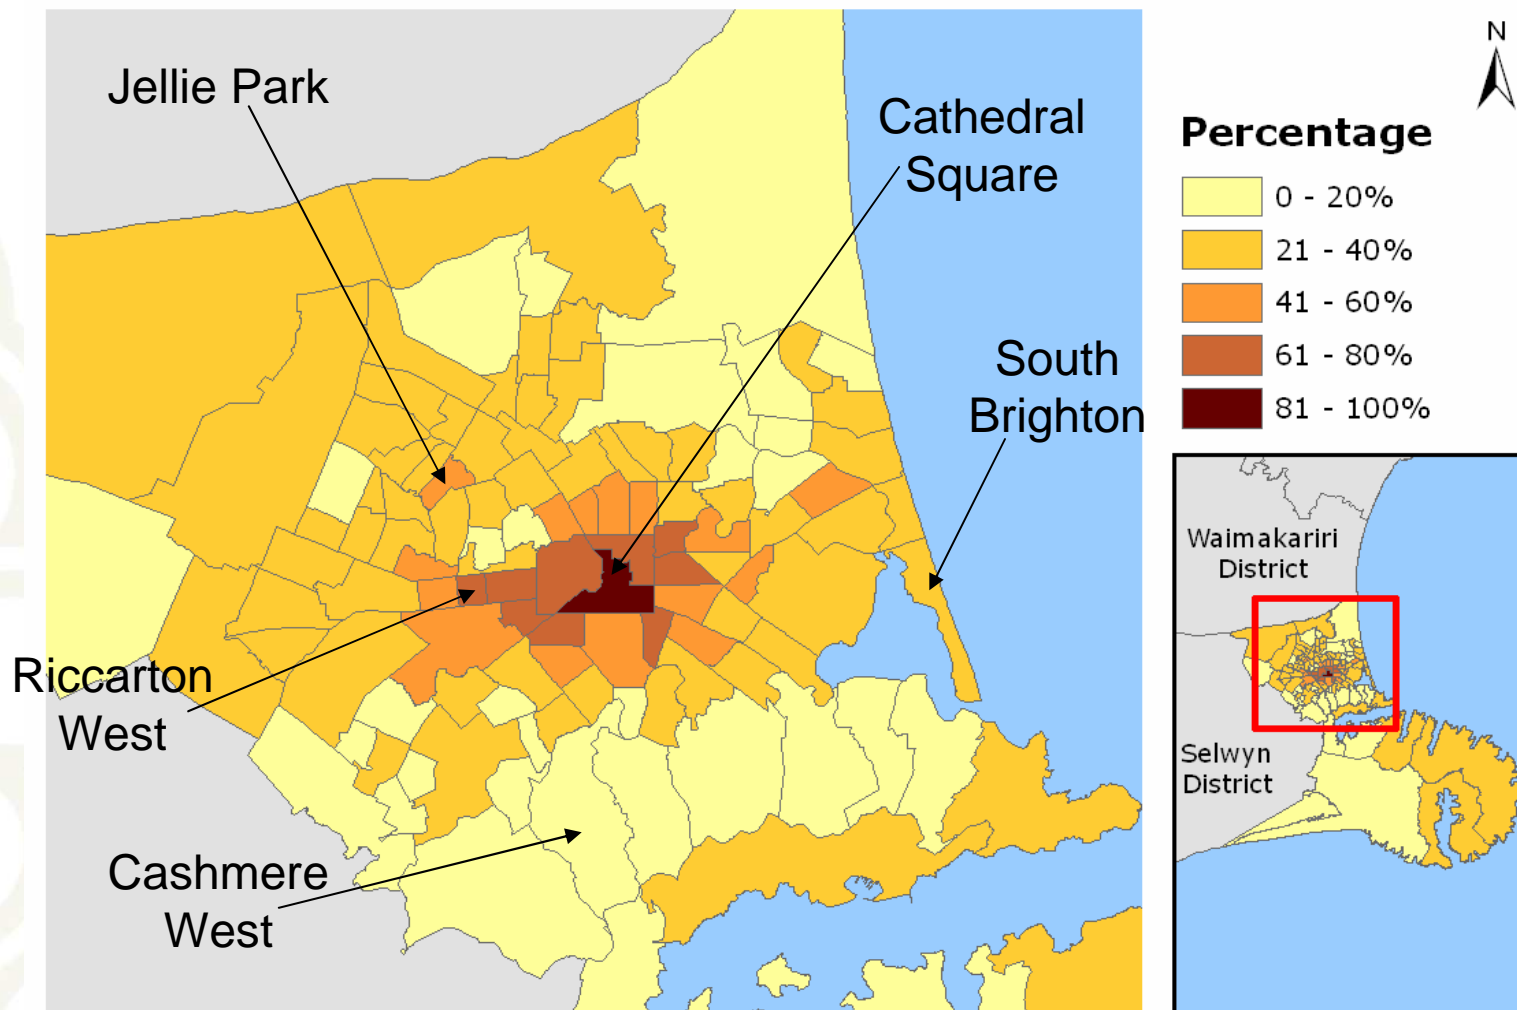 Jellie Park
Cathedral
Square
South
Brighton
Riccarton
West
Cashmere
West
N
Percentage
0 - 20%
21 - 40%
41 - 60%
61 - 80%
81 - 100%
Waimakariri
District
Selwyn
District